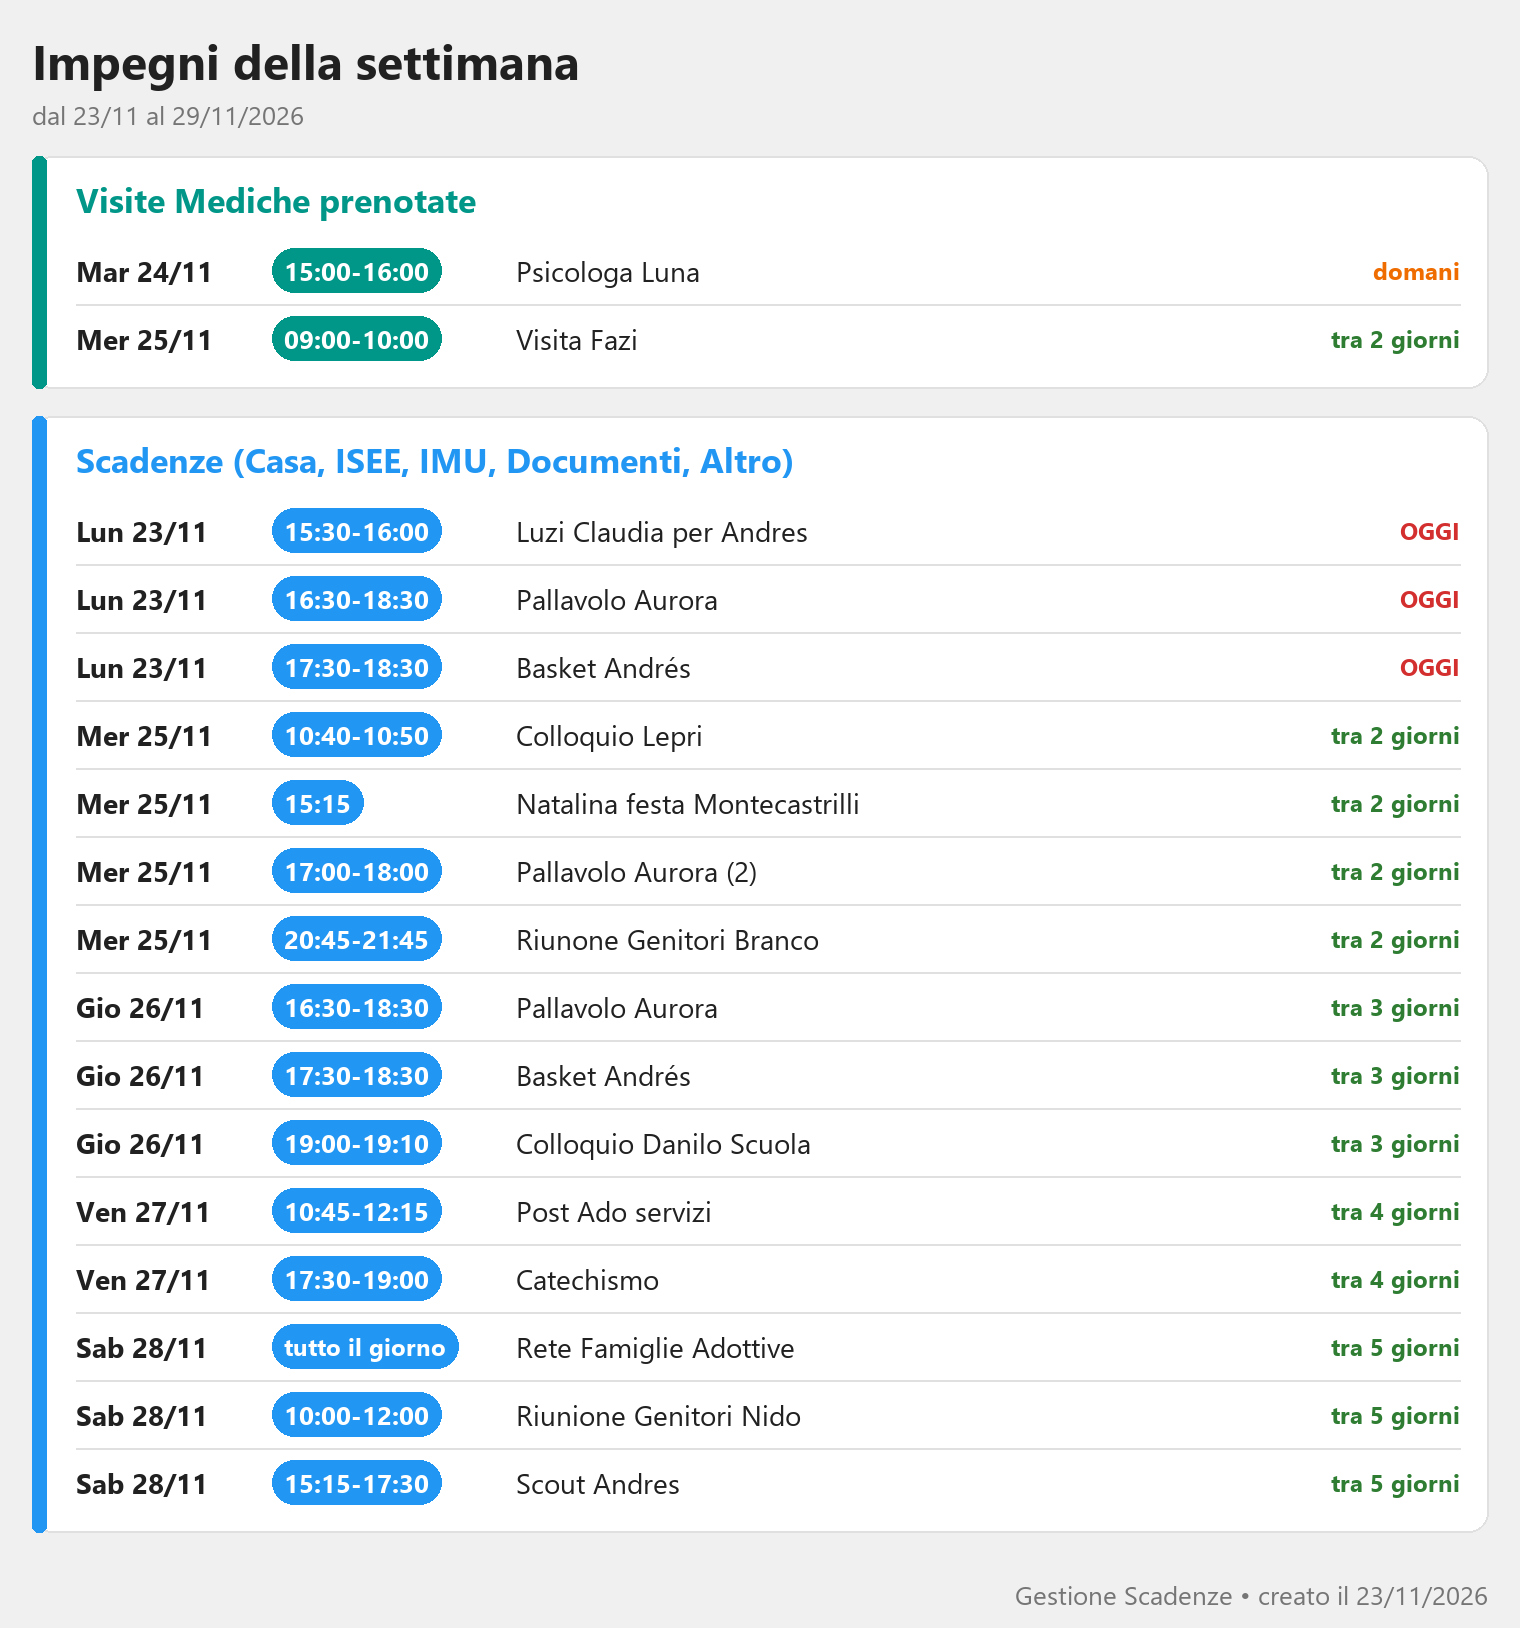 Impegni della settimana
dal 23/11 al 29/11/2026
Visite Mediche prenotate
Mar 24/11 15:00-16:00 Psicologa Luna domani
Mer 25/11 09:00-10:00 Visita Fazi tra 2 giorni
Scadenze (Casa, ISEE, IMU, Documenti, Altro)
Lun 23/11 15:30-16:00 Luzi Claudia per Andres OGGI
Lun 23/11 16:30-18:30 Pallavolo Aurora OGGI
Lun 23/11 17:30-18:30 Basket Andrés OGGI
Mer 25/11 10:40-10:50 Colloquio Lepri tra 2 giorni
Mer 25/11 15:15 Natalina festa Montecastrilli tra 2 giorni
Mer 25/11 17:00-18:00 Pallavolo Aurora (2) tra 2 giorni
Mer 25/11 20:45-21:45 Riunone Genitori Branco tra 2 giorni
Gio 26/11 16:30-18:30 Pallavolo Aurora tra 3 giorni
Gio 26/11 17:30-18:30 Basket Andrés tra 3 giorni
Gio 26/11 19:00-19:10 Colloquio Danilo Scuola tra 3 giorni
Ven 27/11 10:45-12:15 Post Ado servizi tra 4 giorni
Ven 27/11 17:30-19:00 Catechismo tra 4 giorni
Sab 28/11 tutto il giorno Rete Famiglie Adottive tra 5 giorni
Sab 28/11 10:00-12:00 Riunione Genitori Nido tra 5 giorni
Sab 28/11 15:15-17:30 Scout Andres tra 5 giorni
Gestione Scadenze • creato il 23/11/2026